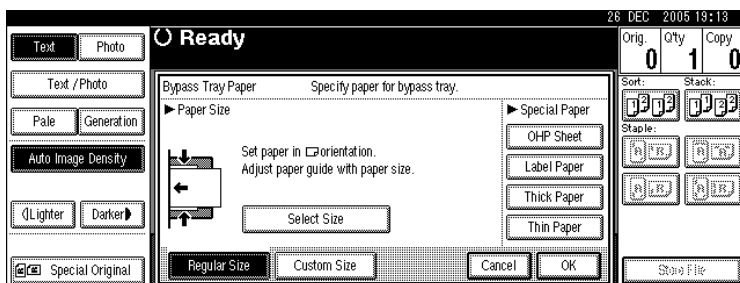 26 DEC 2005 19:13
Text Photo
Ready
Orig. Q'ty Copy
0 1 0
Text / Photo
Bypass Tray Paper Specify paper for bypass tray.
Sort: Stack:
Paper Size
Special Paper
Pale Generation
OHP Sheet
Staple:
Auto Image Density
Set paper in orientation.
Adjust paper guide with paper size.
Label Paper
Thick Paper
Lighter Darker
Select Size
Thin Paper
Special Original
Regular Size Custom Size Cancel OK
Store File